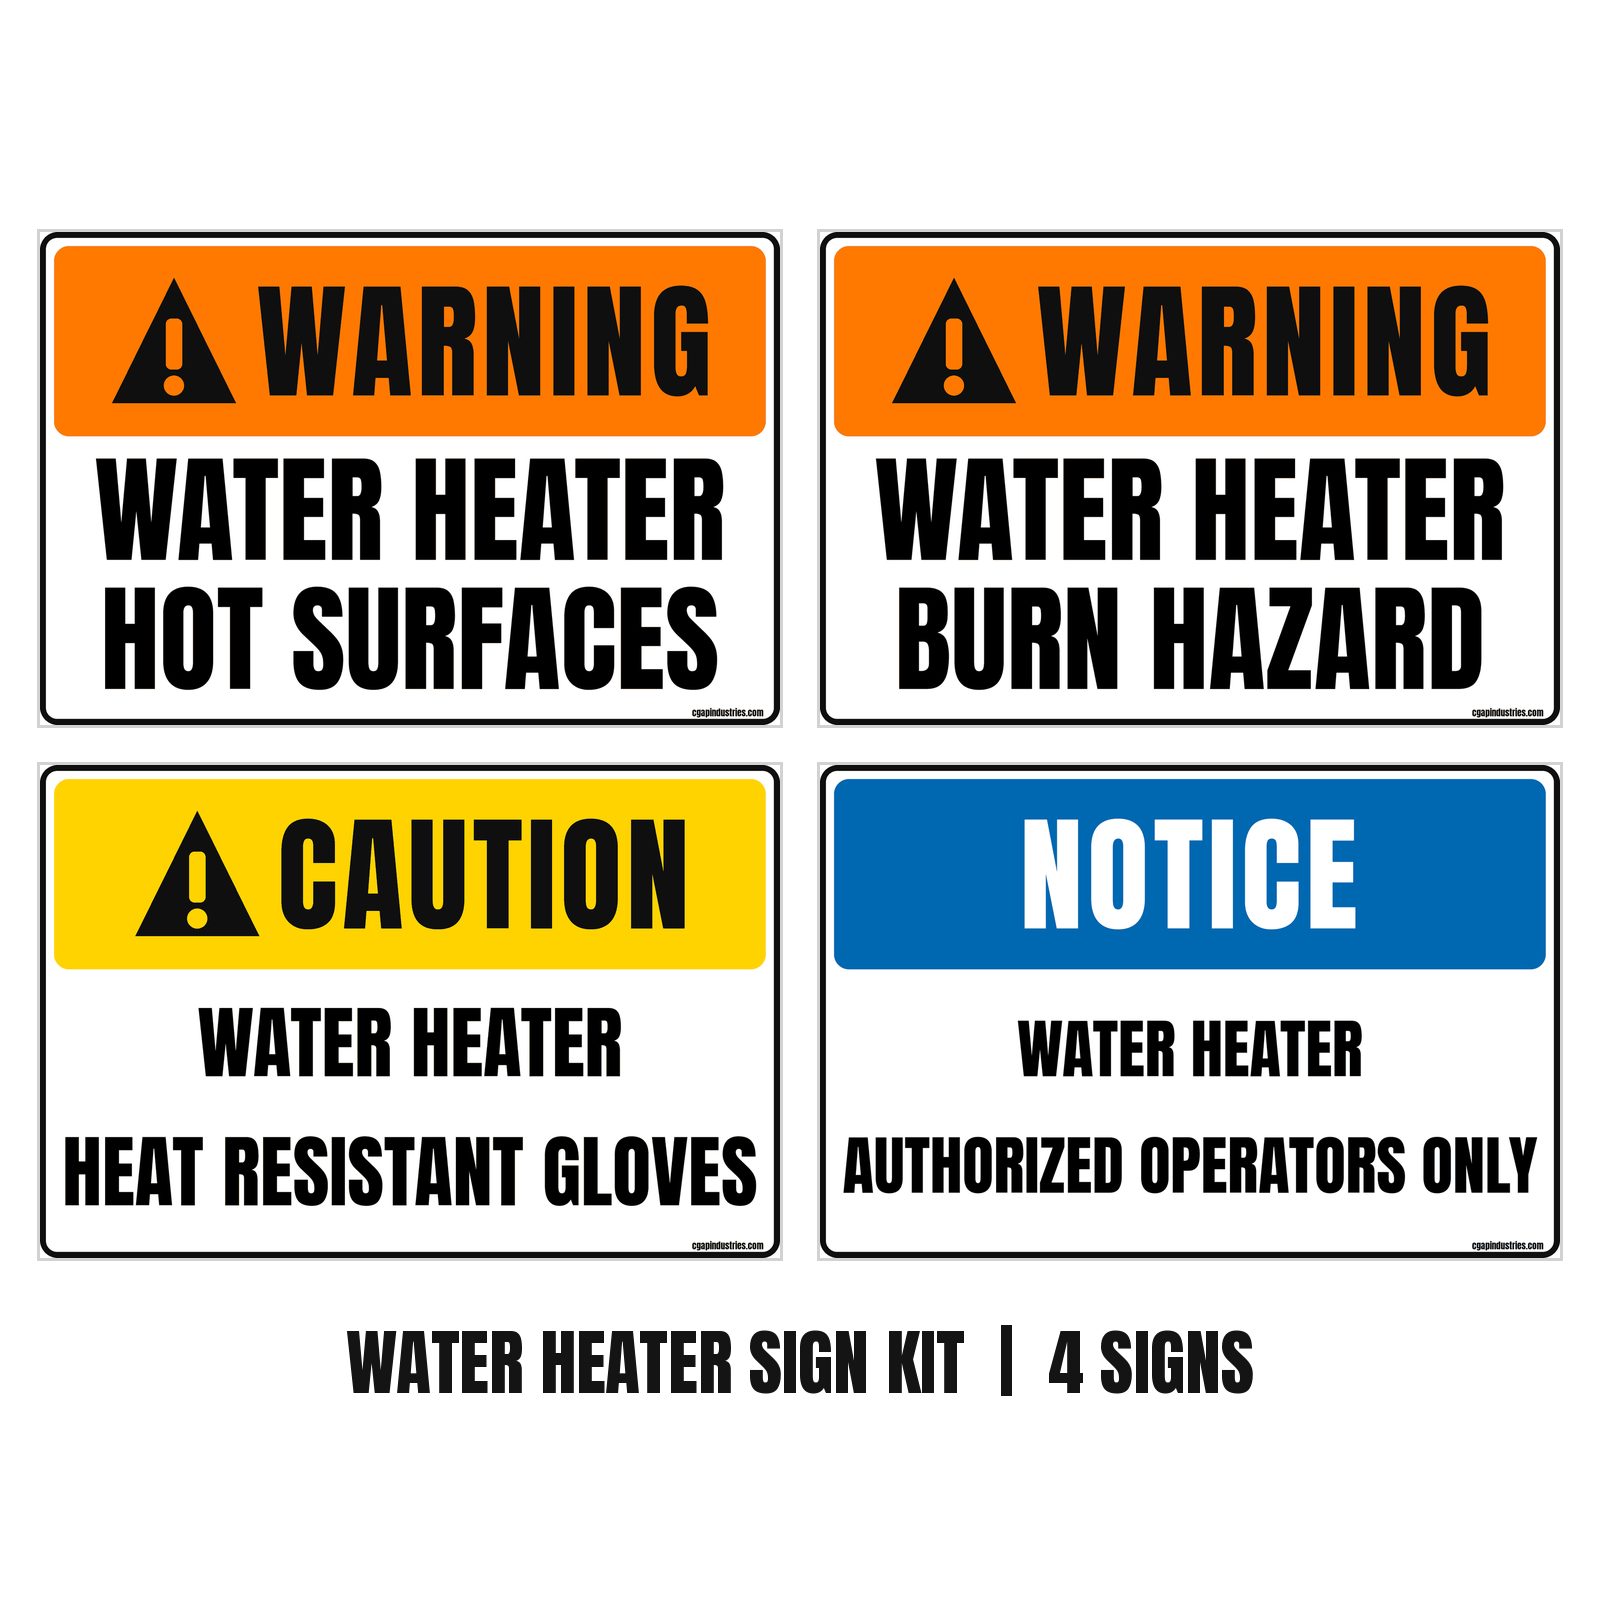 WARNING
WATER HEATER
HOT SURFACES
cgapindustries.com
WARNING
WATER HEATER
BURN HAZARD
cgapindustries.com
CAUTION
WATER HEATER
HEAT RESISTANT GLOVES
cgapindustries.com
NOTICE
WATER HEATER
AUTHORIZED OPERATORS ONLY
cgapindustries.com
WATER HEATER SIGN KIT | 4 SIGNS